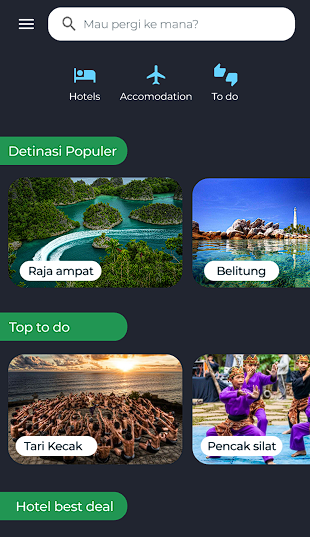 Mau pergi ke mana?
Hotels
Accomodation
To do
Detinasi Populer
Raja ampat
Belitung
Top to do
Tari Kecak
Pencak silat
Hotel best deal